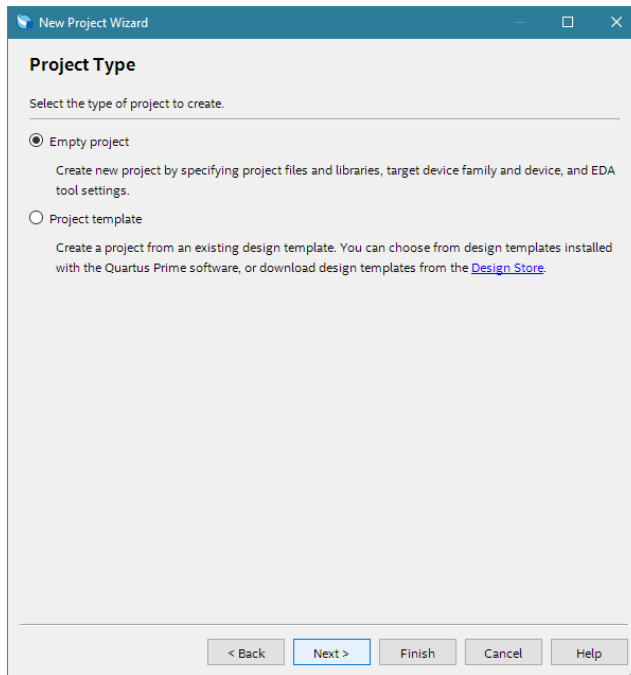 New Project Wizard
Project Type
Select the type of project to create.
Empty project
Create new project by specifying project files and libraries, target device family and device, and EDA
tool settings.
Project template
Create a project from an existing design template. You can choose from design templates installed
with the Quartus Prime software, or download design templates from the Design Store.
< Back Next > Finish Cancel Help